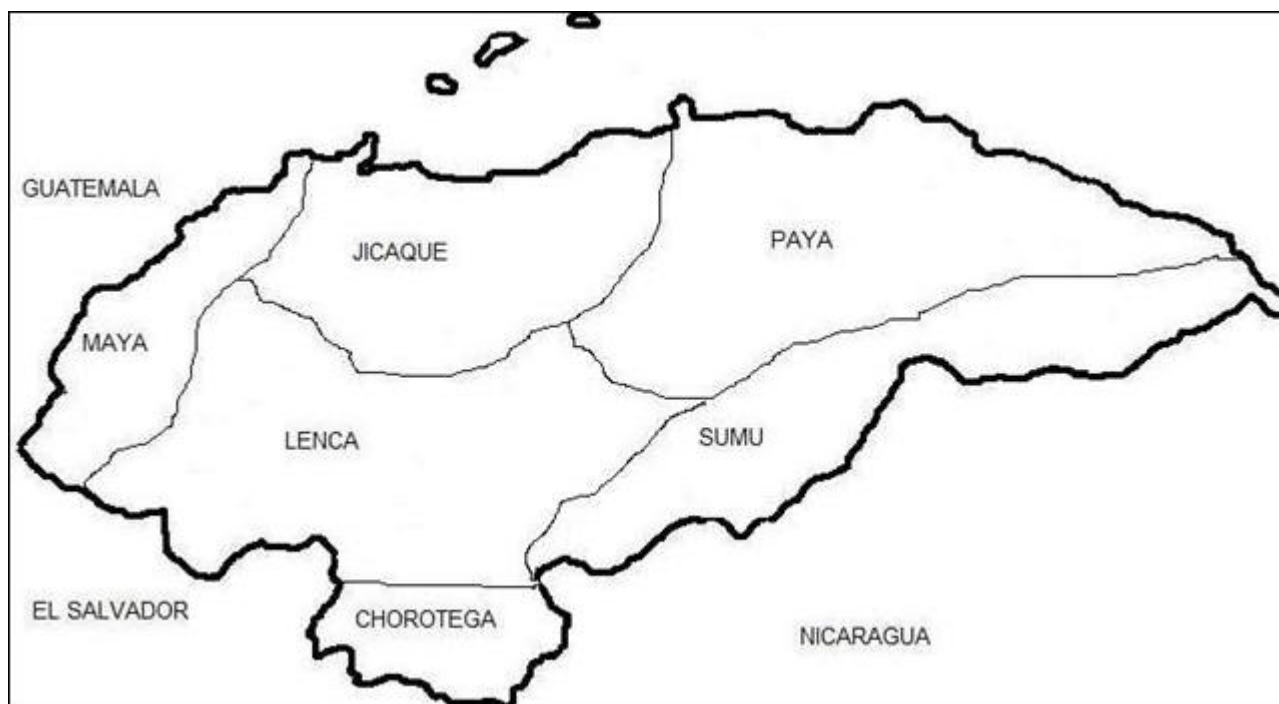 GUATEMALA
JICAQUE
PAYA
MAYA
LENCA
SUMU
EL SALVADOR
CHOROTEGA
NICARAGUA